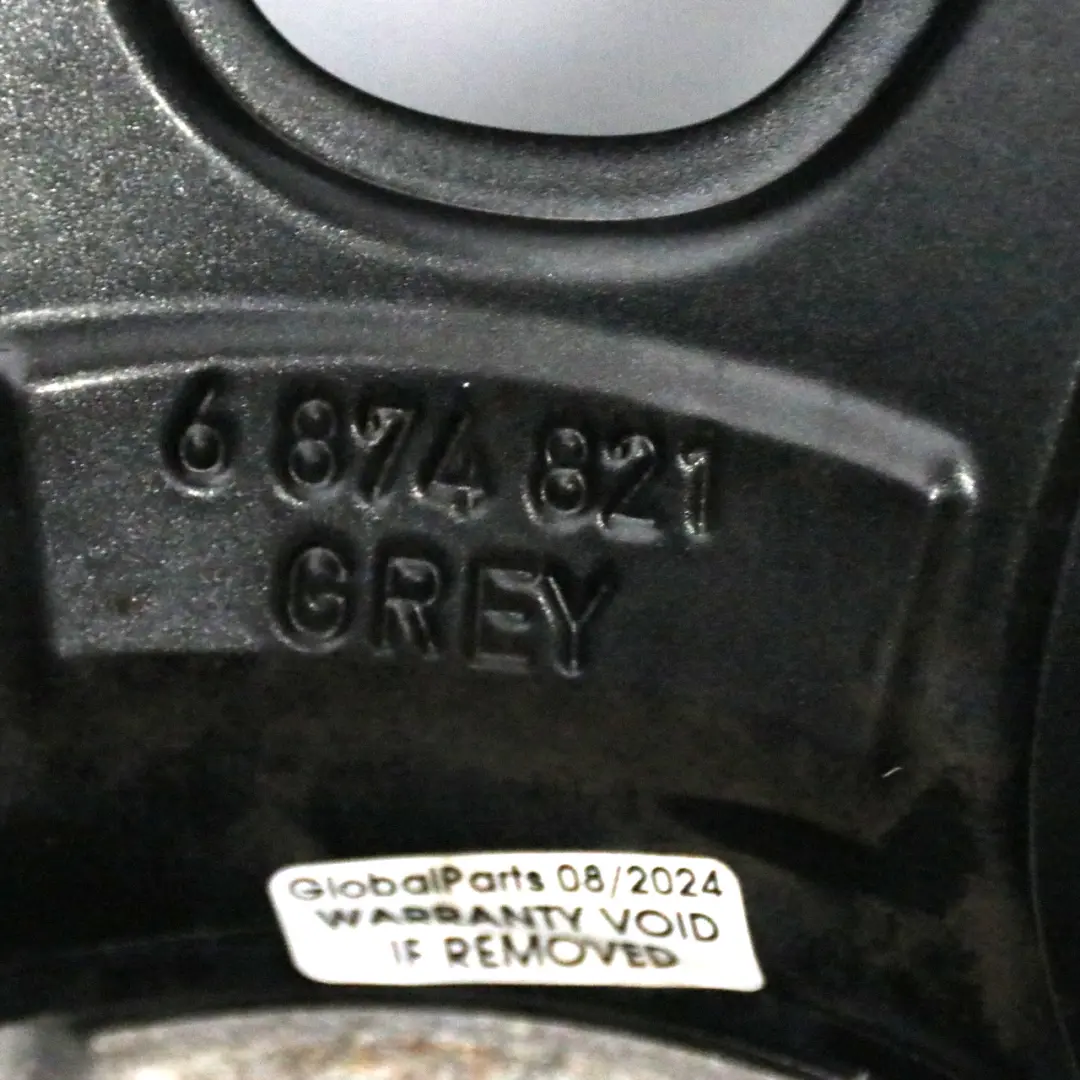 6 874 821
GREY
GlobalParts 08/2024
WARRANTY VOID
IF REMOVED